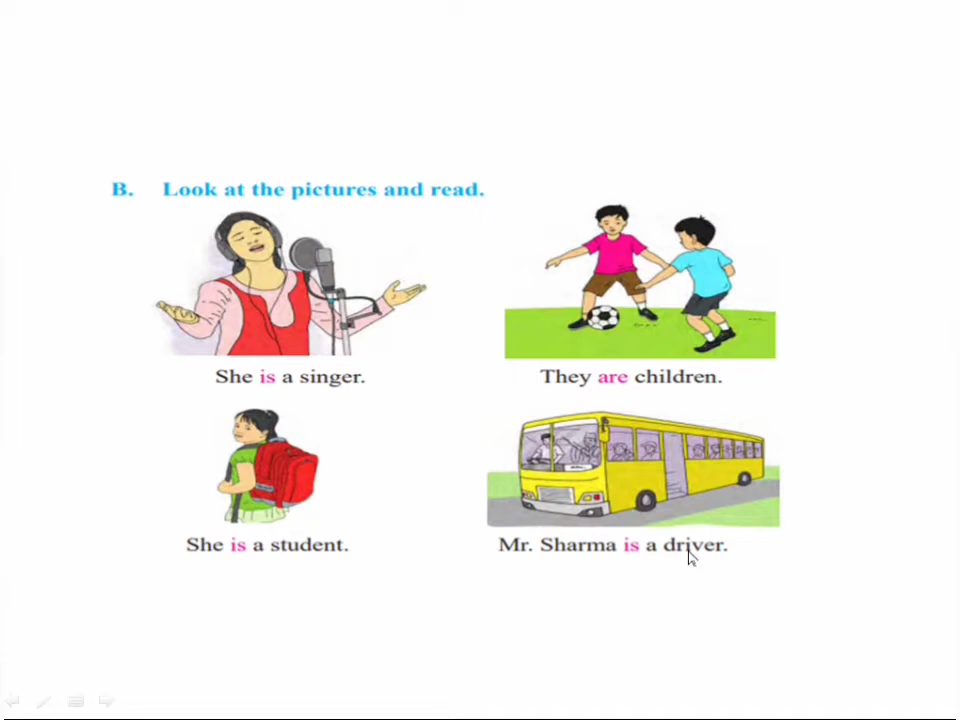 B. Look at the pictures and read.
She is a singer.
They are children.
She is a student.
Mr. Sharma is a driver.